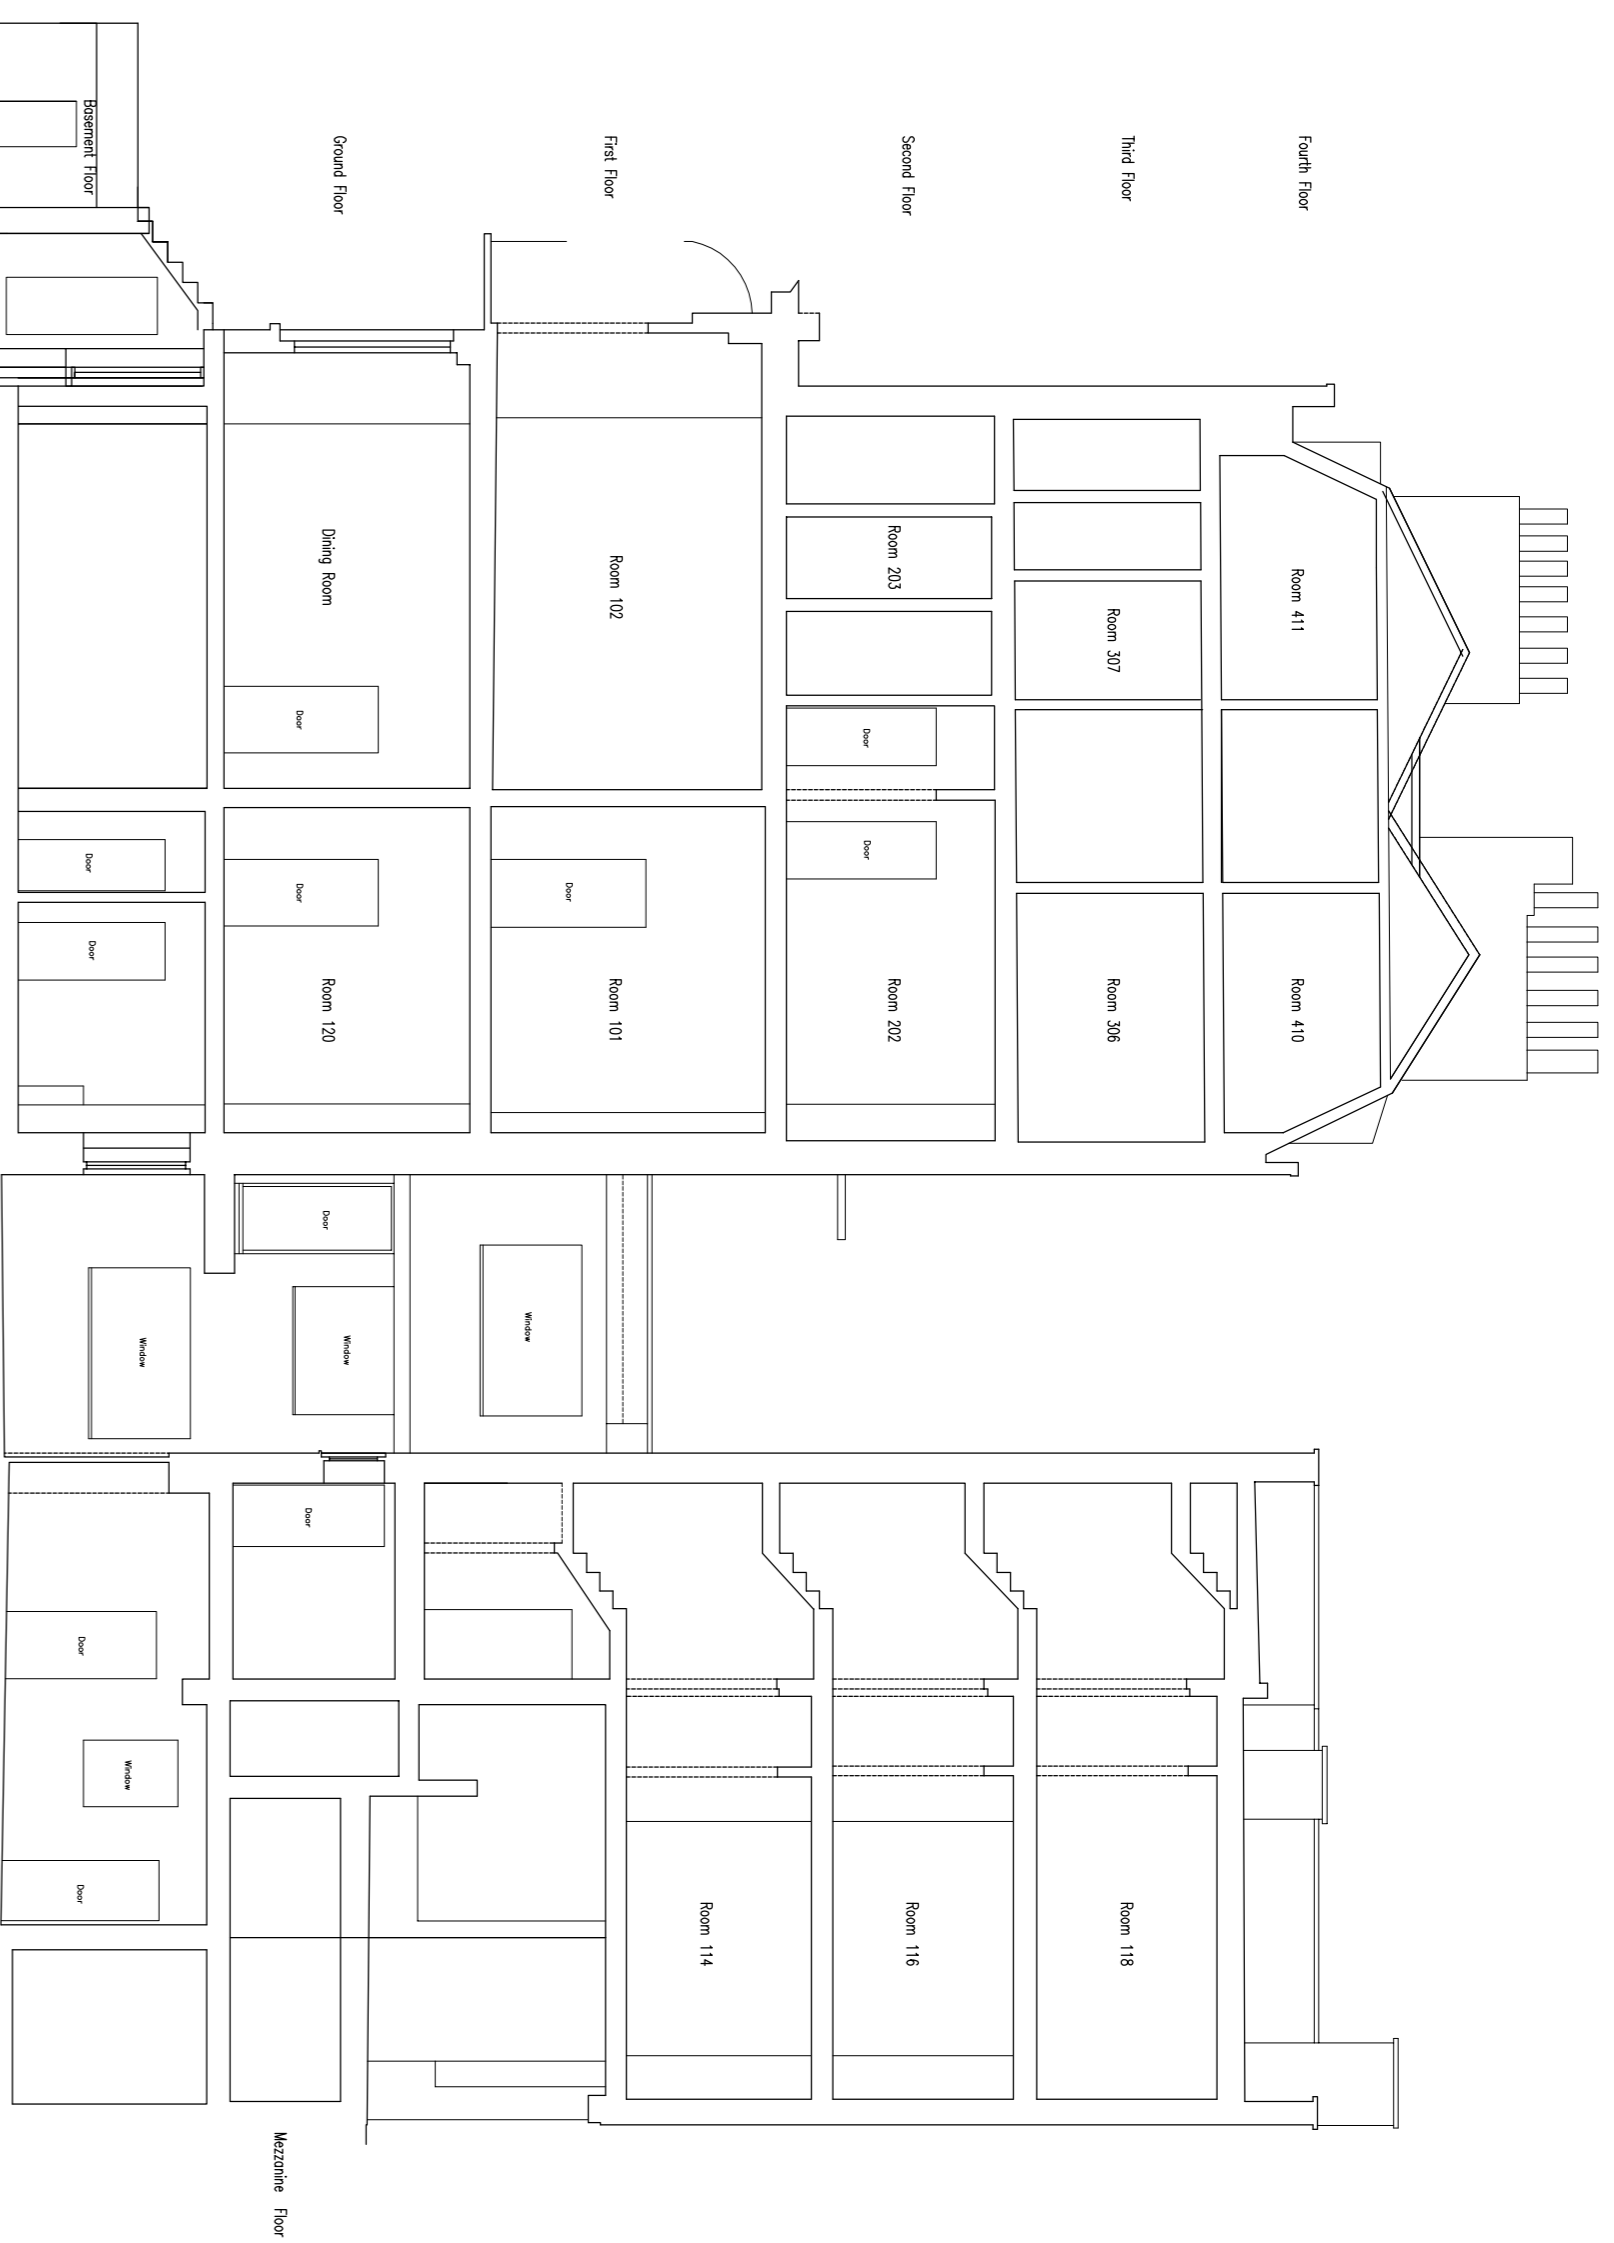 Fourth Floor
Room 411
Room 410
Third Floor
Room 307
Room 306
Room 118
Second Floor
Room 203
Door
Door
Room 202
Room 116
First Floor
Room 102
Door
Room 101
Window
Room 114
Ground Floor
Dining Room
Door
Door
Room 120
Door
Window
Door
Mezzanine Floor
Basement Floor
Door
Door
Window
Door
Window
Door